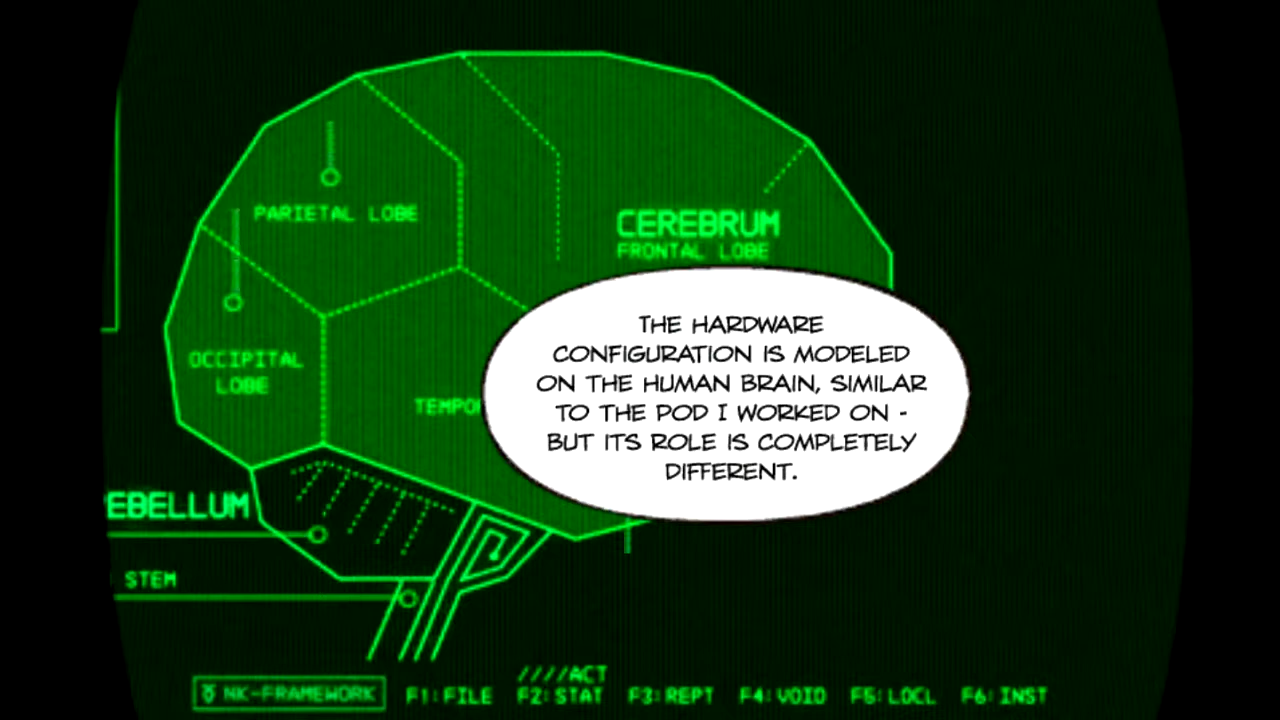 PARIETAL LOBE
CEREBRUM
FRONTAL LOBE
OCCIPITAL
LOBE
TEMPO
THE HARDWARE
CONFIGURATION IS MODELED
ON THE HUMAN BRAIN, SIMILAR
TO THE POD I WORKED ON -
BUT ITS ROLE IS COMPLETELY
DIFFERENT.
EBELLUM
STEM
////ACT
NK-FRAMEWORK F1:FILE F2:STAT F3:REPT F4:VOID F5:LOCL F6:INST